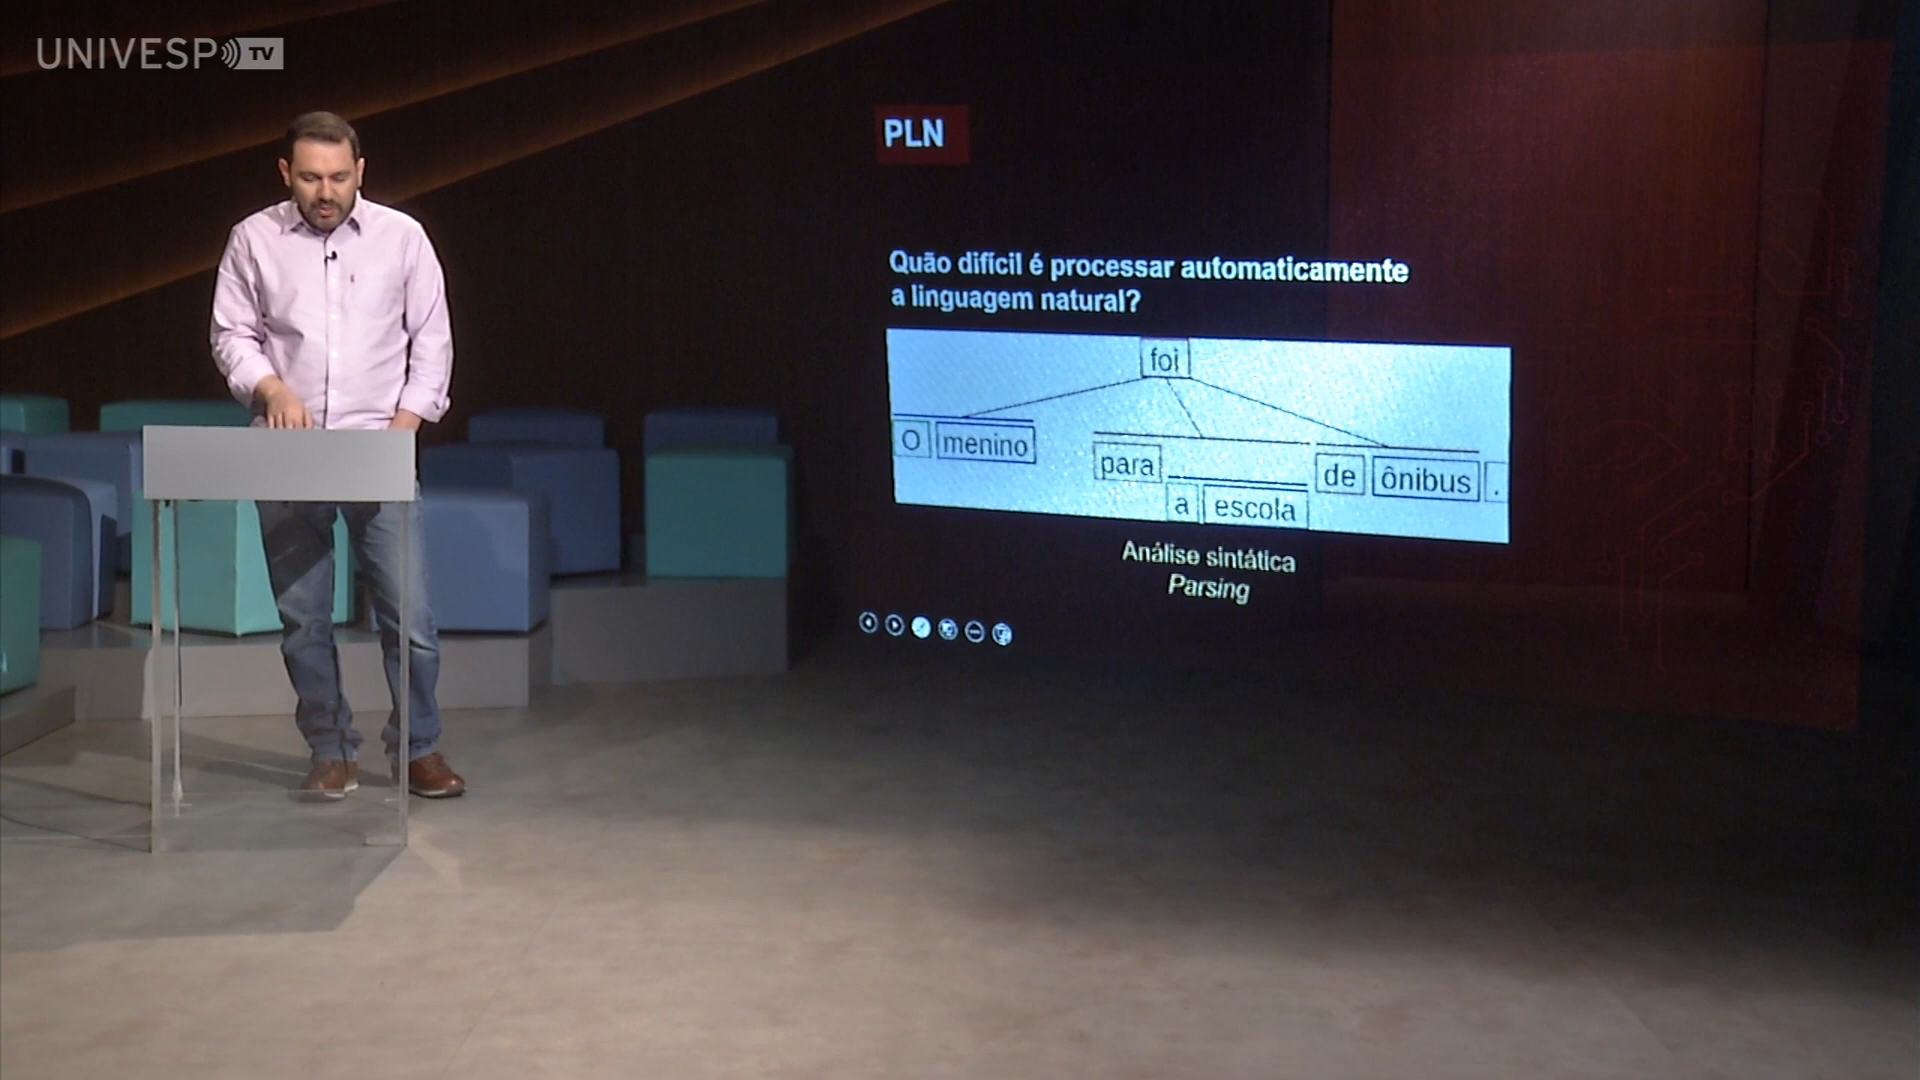 UNIVESP TV
PLN
Quão difícil é processar automaticamente
a linguagem natural?
foi
O menino
para
de ônibus .
a escola
Análise sintática
Parsing